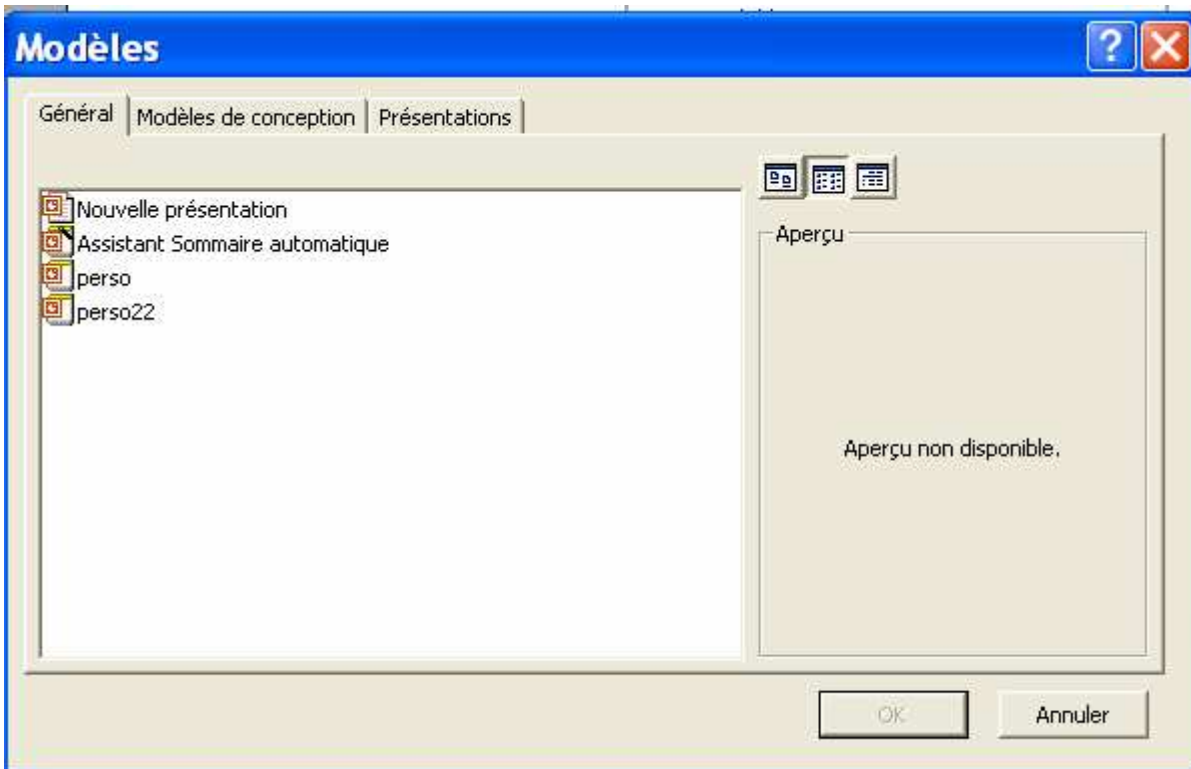 Modèles
Général Modèles de conception Présentations
Nouvelle présentation
Assistant Sommaire automatique
perso
perso22
Aperçu
Aperçu non disponible.
OK Annuler